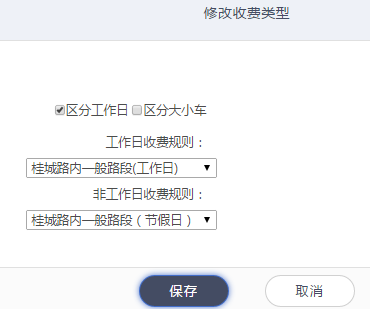 修改收费类型
区分工作日 区分大小车
工作日收费规则：
桂城路内一般路段(工作日)
非工作日收费规则：
桂城路内一般路段（节假日）
保存 取消